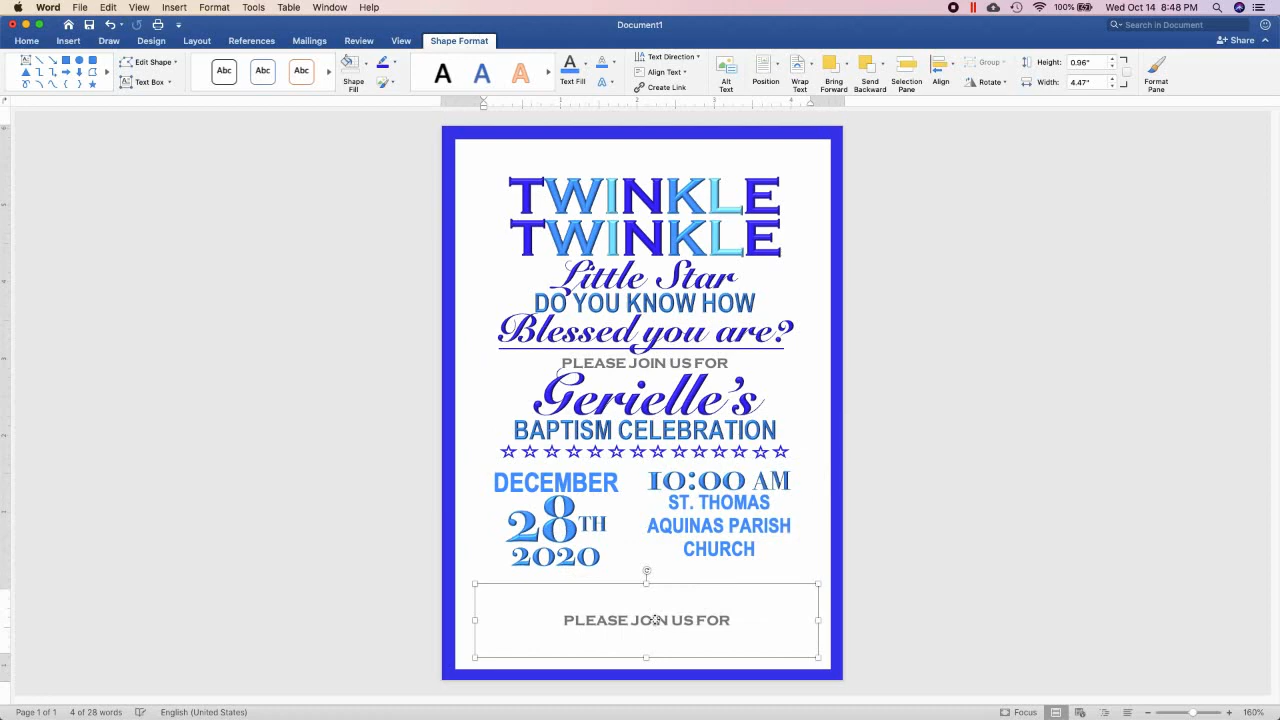 Word File Edit View Insert Format Tools Table Window Help
100% Wed Oct 14 8:48 PM
Document1
Search in Document
Home Insert Draw Design Layout References Mailings Review View Shape Format
Share
Edit Shape
Text Box
Abc Abc Abc
Shape Fill
A A A
Text Fill
Text Direction
Align Text
Create Link
Alt Text
Position
Wrap Text
Bring Forward
Send Backward
Selection Pane
Align
Group
Rotate
Height: 0.96"
Width: 4.47"
Format Pane
TWINKLE
TWINKLE
Little Star
DO YOU KNOW HOW
Blessed you are?
PLEASE JOIN US FOR
Gerielle's
BAPTISM CELEBRATION
DECEMBER
28TH
2020
10:00 AM
ST. THOMAS
AQUINAS PARISH
CHURCH
PLEASE JOIN US FOR
Page 1 of 1 4 of 28 words English (United States)
Focus
160%